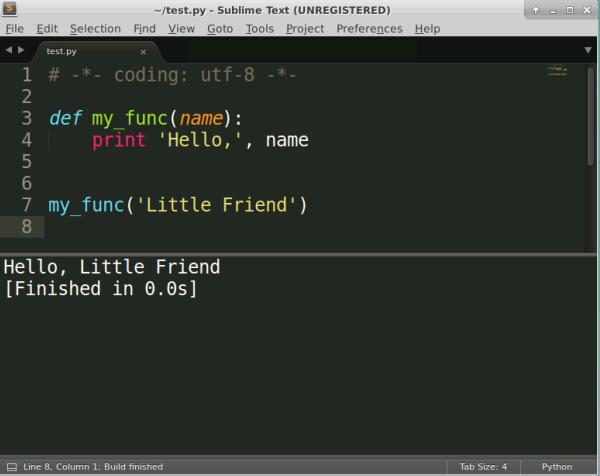 ~/test.py - Sublime Text (UNREGISTERED)
File Edit Selection Find View Goto Tools Project Preferences Help
test.py
1 # -*- coding: utf-8 -*-
2
3 def my_func(name):
4     print 'Hello,', name
5
6
7 my_func('Little Friend')
8
Hello, Little Friend
[Finished in 0.0s]
Line 8, Column 1; Build finished Tab Size: 4 Python